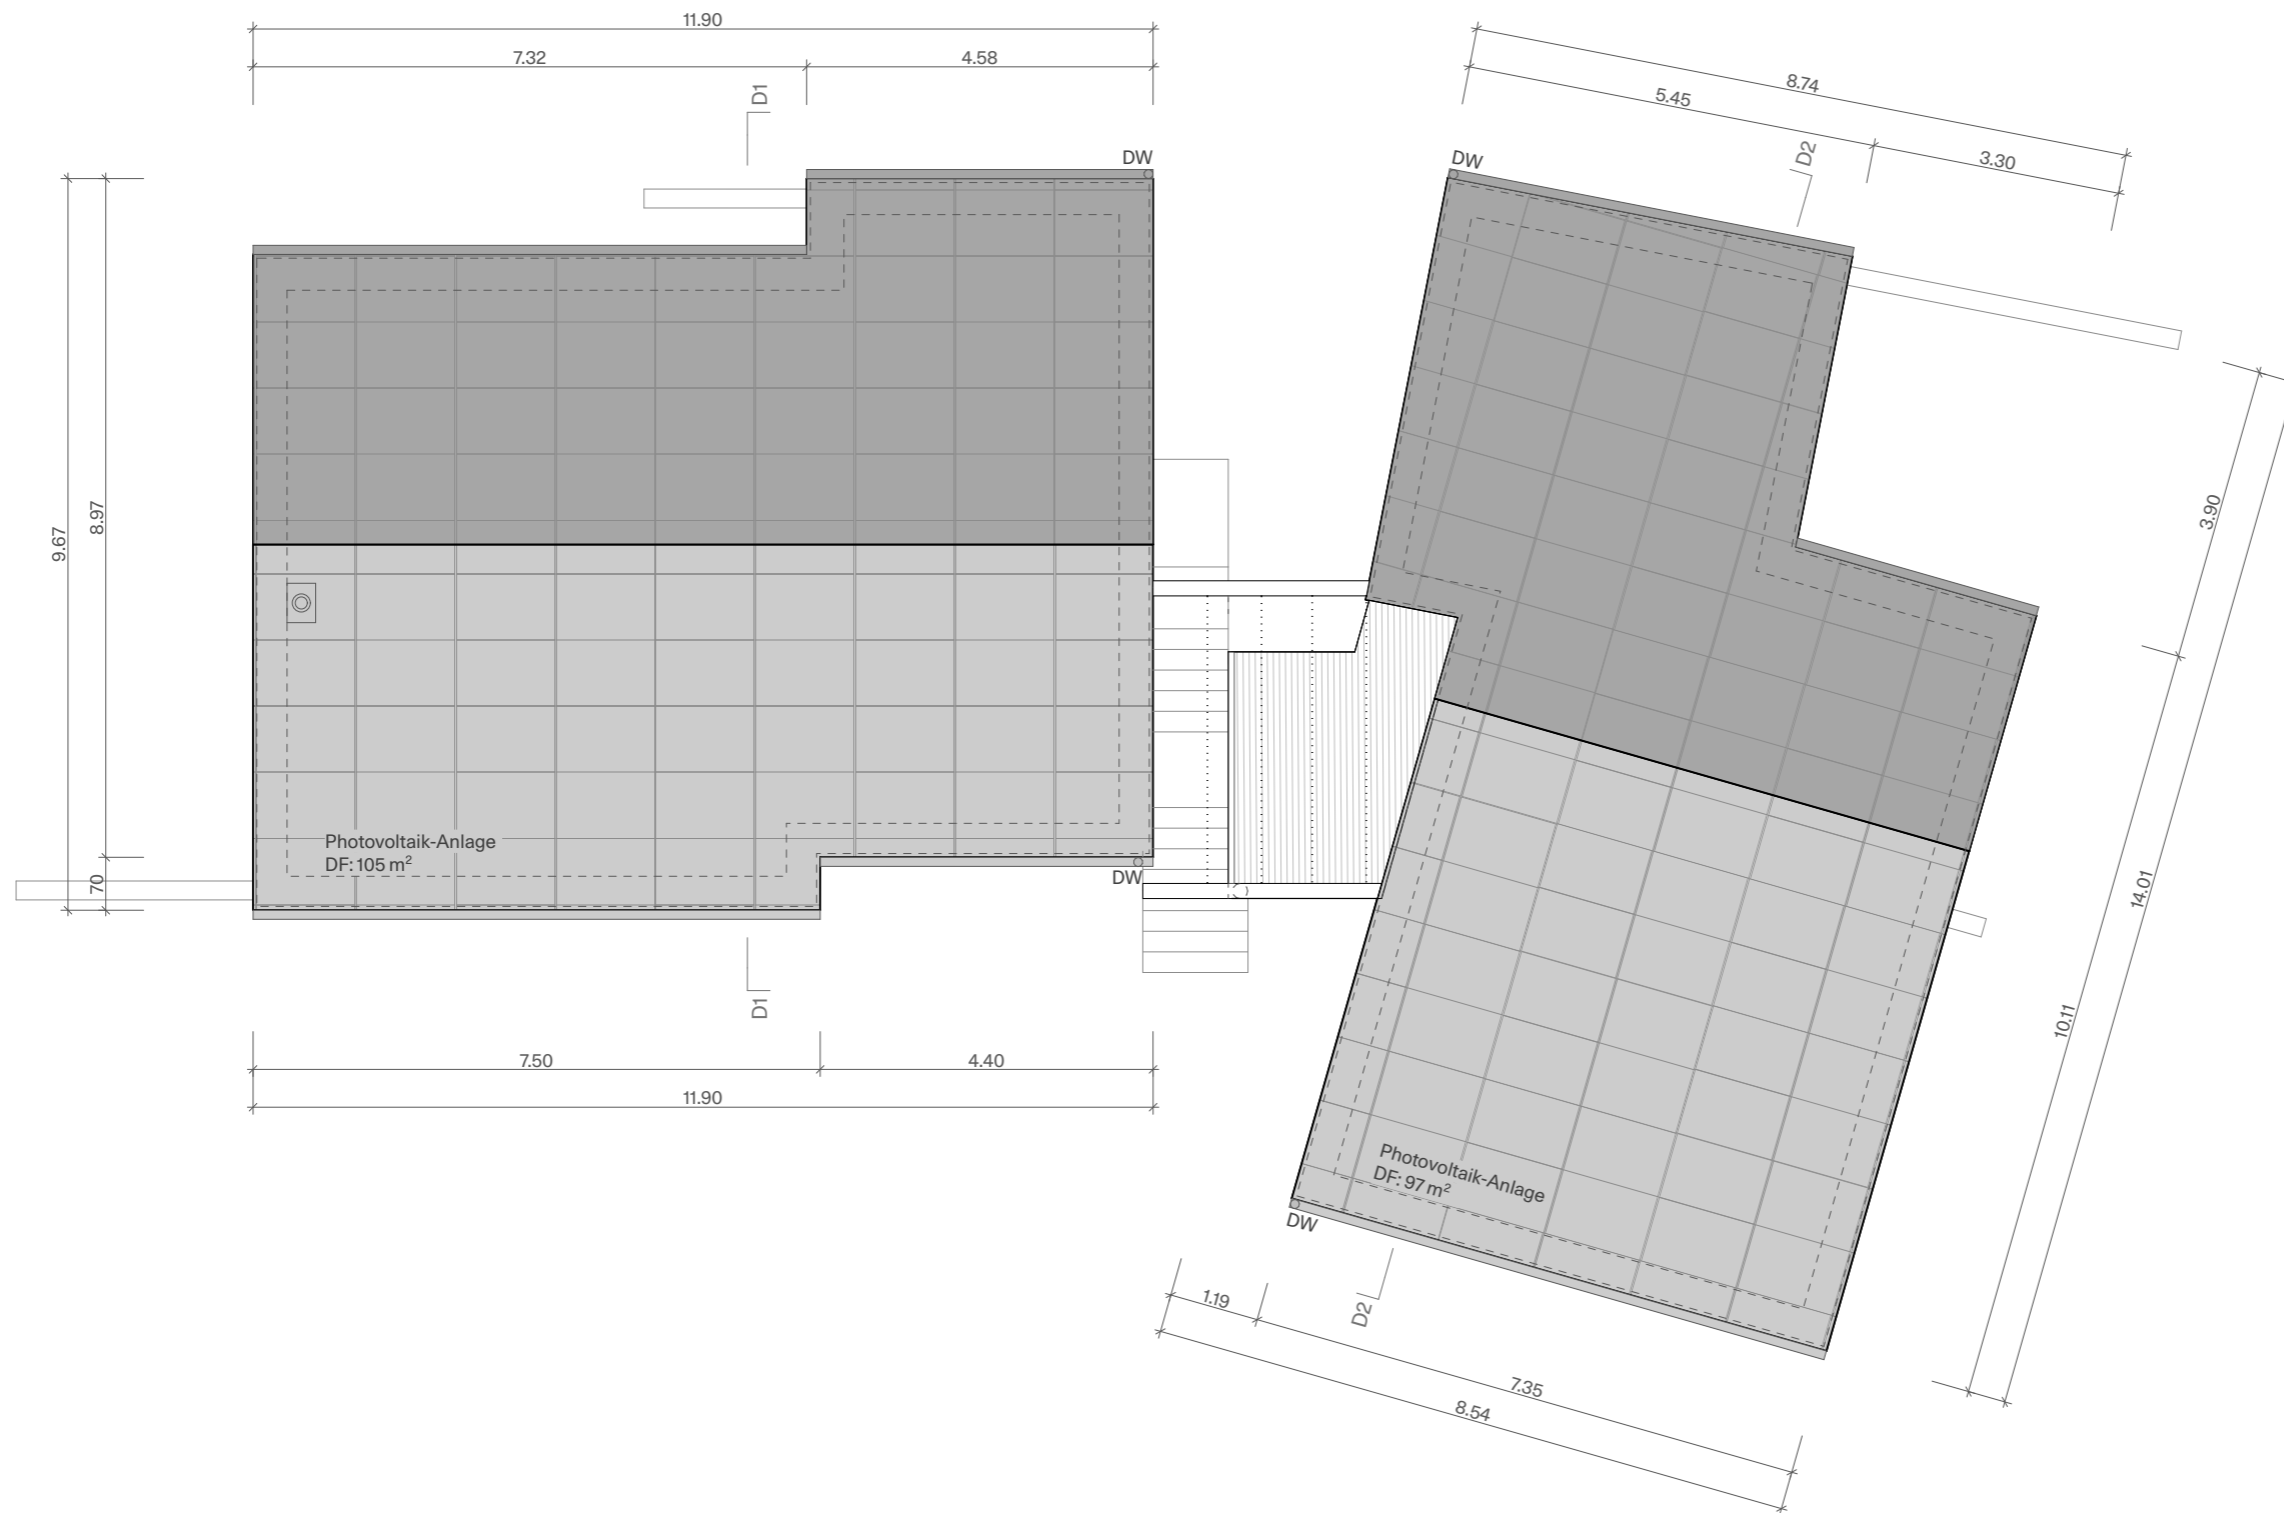 11.90
7.32
4.58
8.74
5.45
3.30
D1
D2
DW
DW
9.67
8.97
70
3.90
14.01
10.11
Photovoltaik-Anlage
DF: 105 m²
DW
D1
7.50
4.40
11.90
Photovoltaik-Anlage
DF: 97 m²
DW
D2
1.19
7.35
8.54